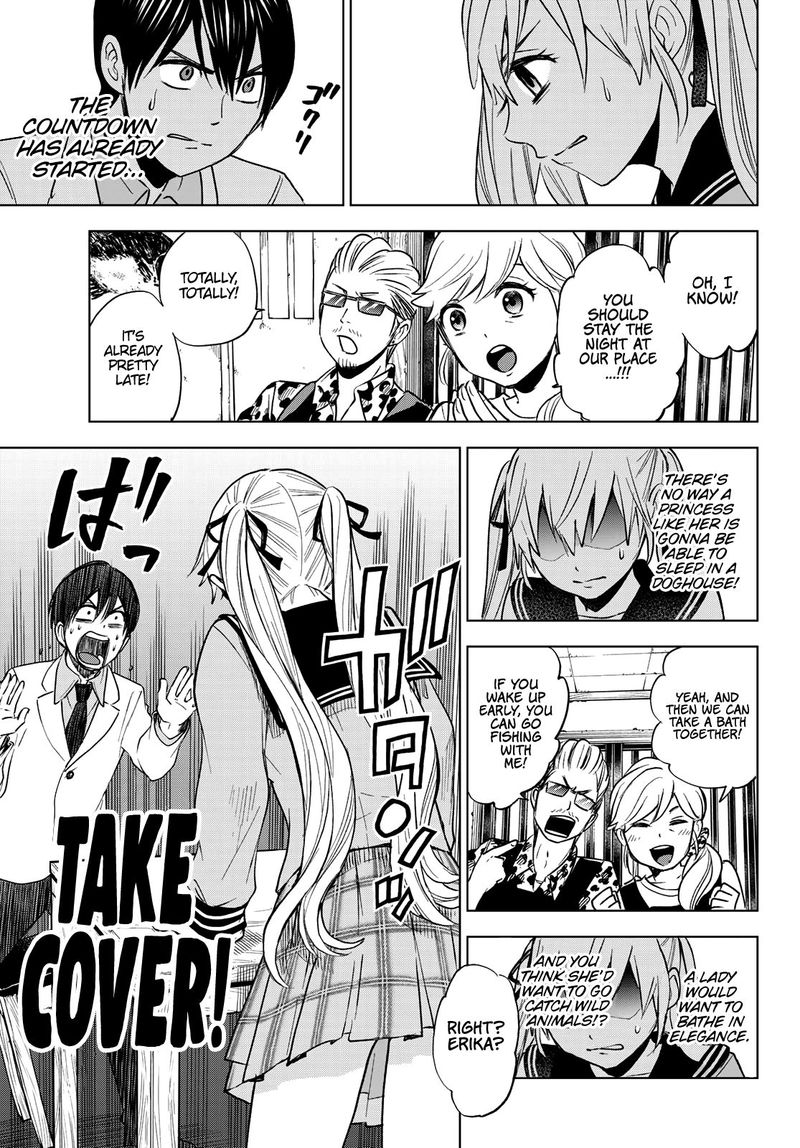 ゴクッ
THE
COUNTDOWN
HAS ALREADY
STARTED...
OH, I
KNOW!
YOU
SHOULD
STAY THE
NIGHT AT
OUR PLACE
...!!!
TOTALLY,
TOTALLY!
IT'S
ALREADY
PRETTY
LATE!
THERE'S
NO WAY A
PRINCESS
LIKE HER IS
GONNA BE
ABLE TO
SLEEP IN A
DOGHOUSE!
YEAH, AND
THEN WE CAN
TAKE A BATH
TOGETHER!
IF YOU
WAKE UP
EARLY, YOU
CAN GO
FISHING
WITH
ME!
A LADY
WOULD
WANT TO
BATHE IN
ELEGANCE.
AND YOU
THINK SHE'D
WANT TO GO
CATCH WILD
ANIMALS!?
RIGHT?
ERIKA?
ガタンッ
ばっ
TAKE
COVER!